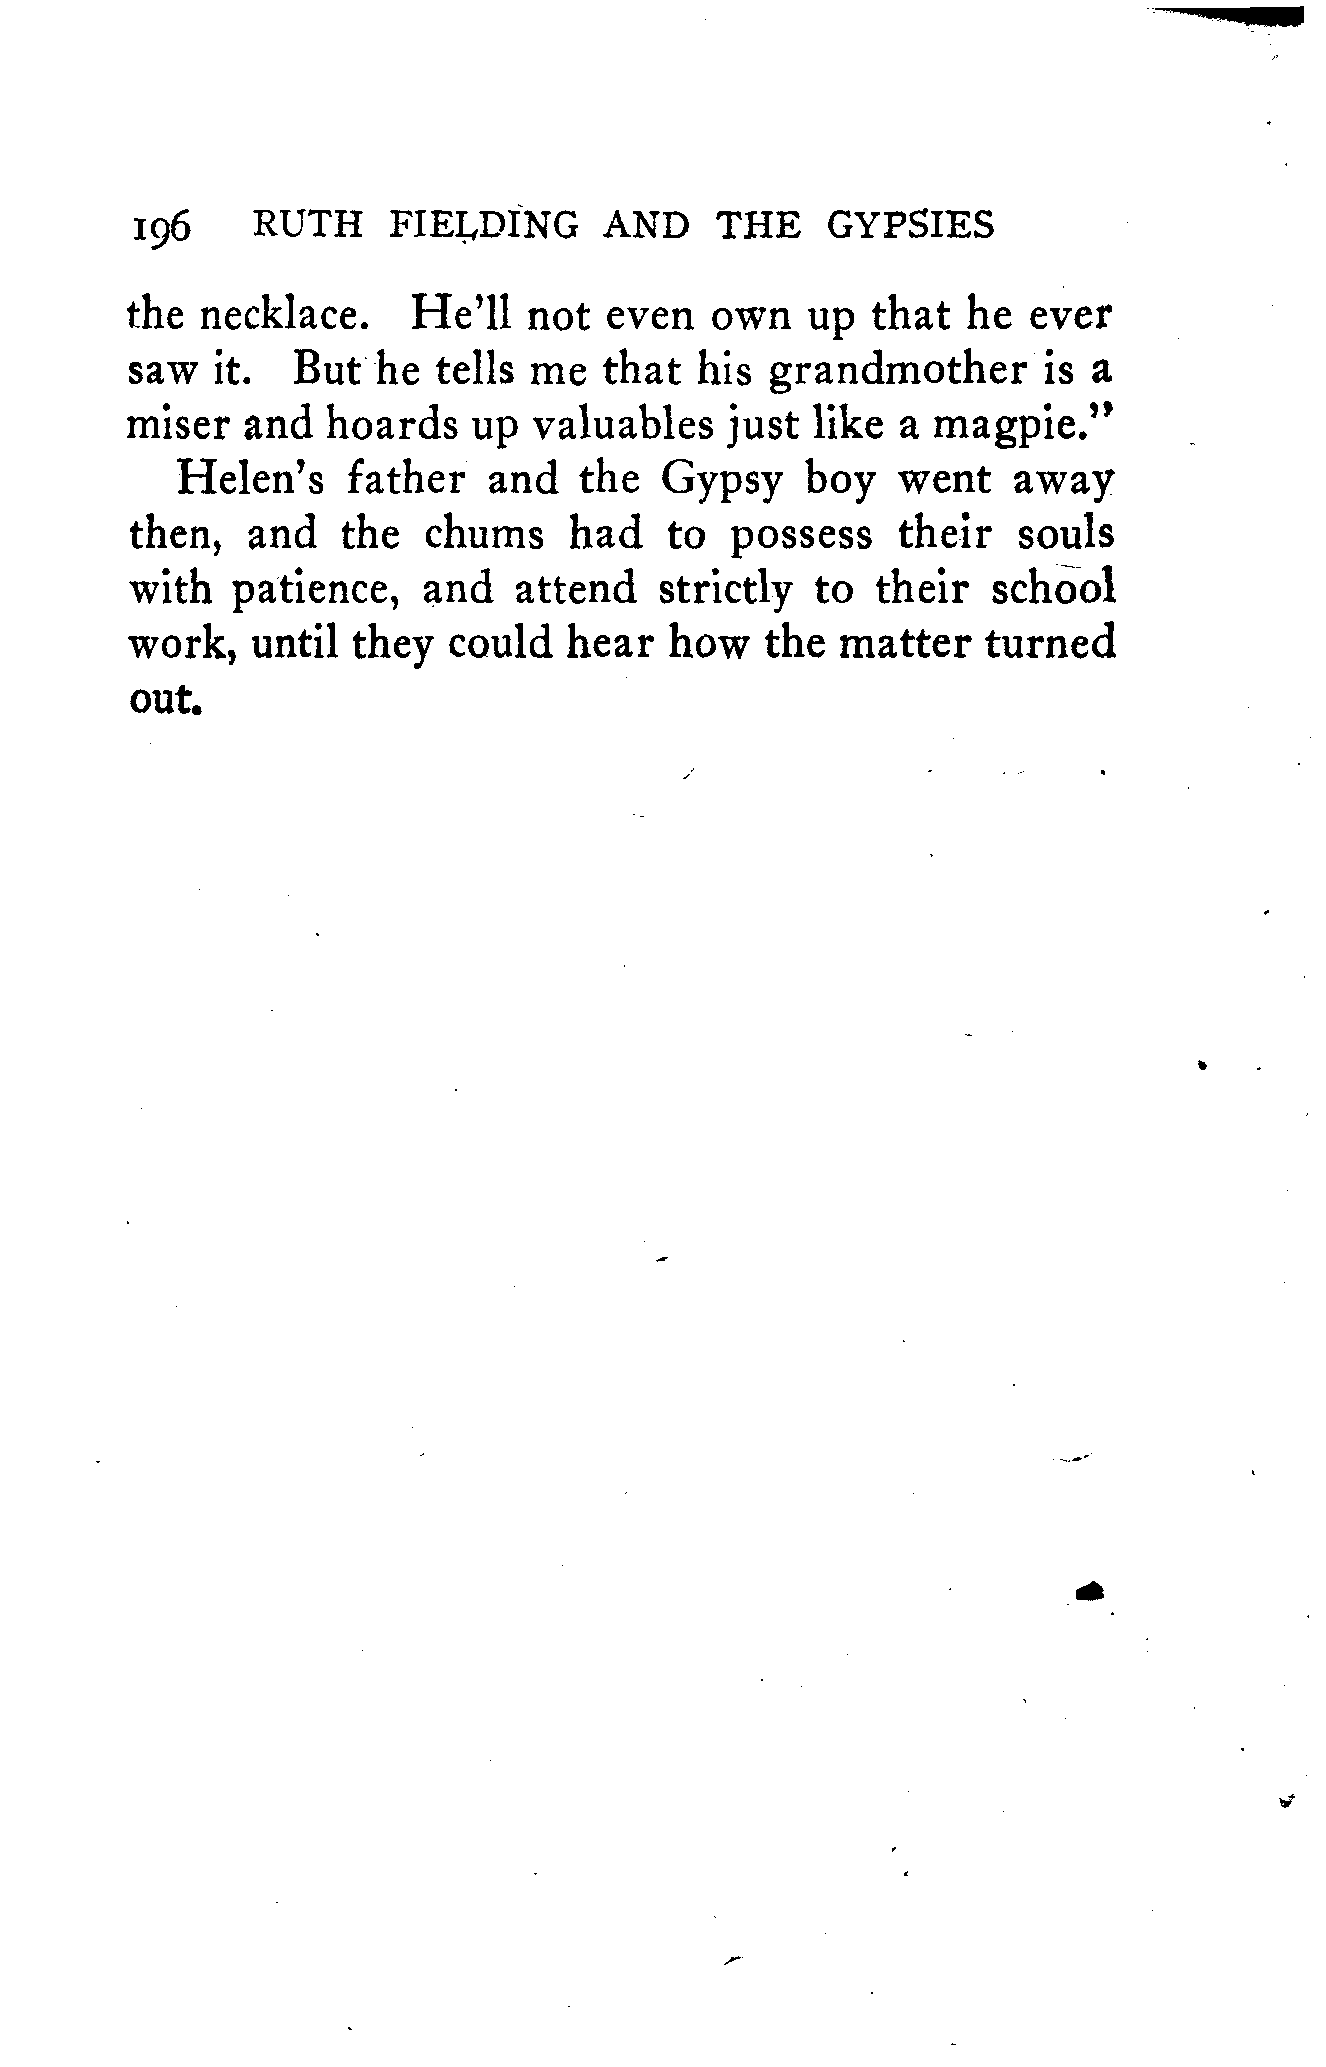 196 RUTH FIELDING AND THE GYPSIES
the necklace. He'll not even own up that he ever
saw it. But he tells me that his grandmother is a
miser and hoards up valuables just like a magpie."
Helen's father and the Gypsy boy went away
then, and the chums had to possess their souls
with patience, and attend strictly to their school
work, until they could hear how the matter turned
out.